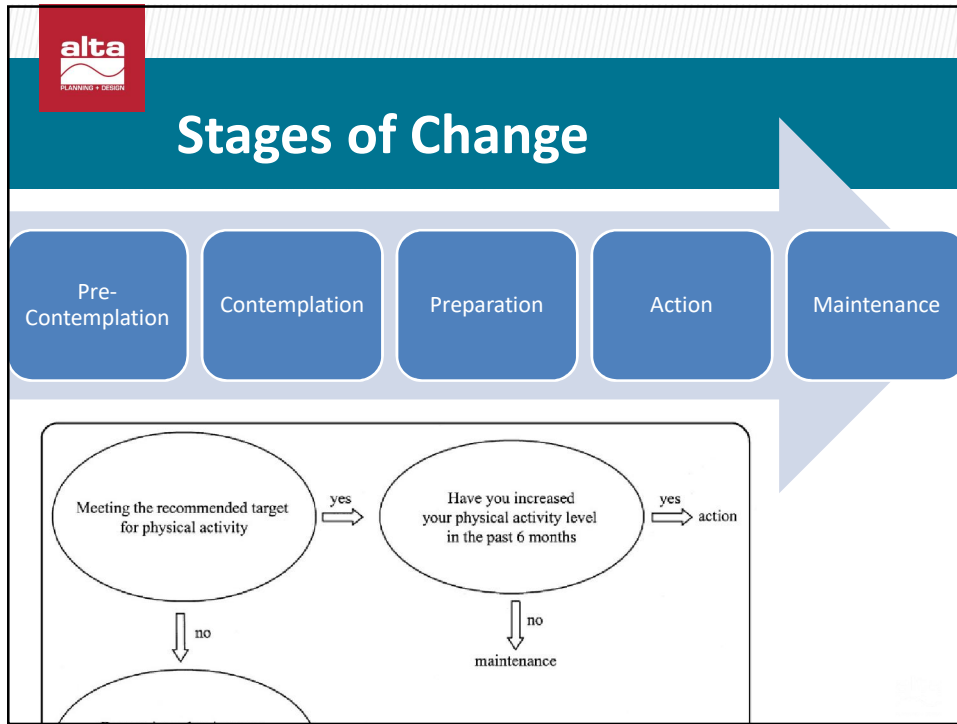 alta
PLANNING + DESIGN
Stages of Change
Pre-
Contemplation
Contemplation
Preparation
Action
Maintenance
Meeting the recommended target
for physical activity
yes
Have you increased
your physical activity level
in the past 6 months
yes
action
no
no
maintenance